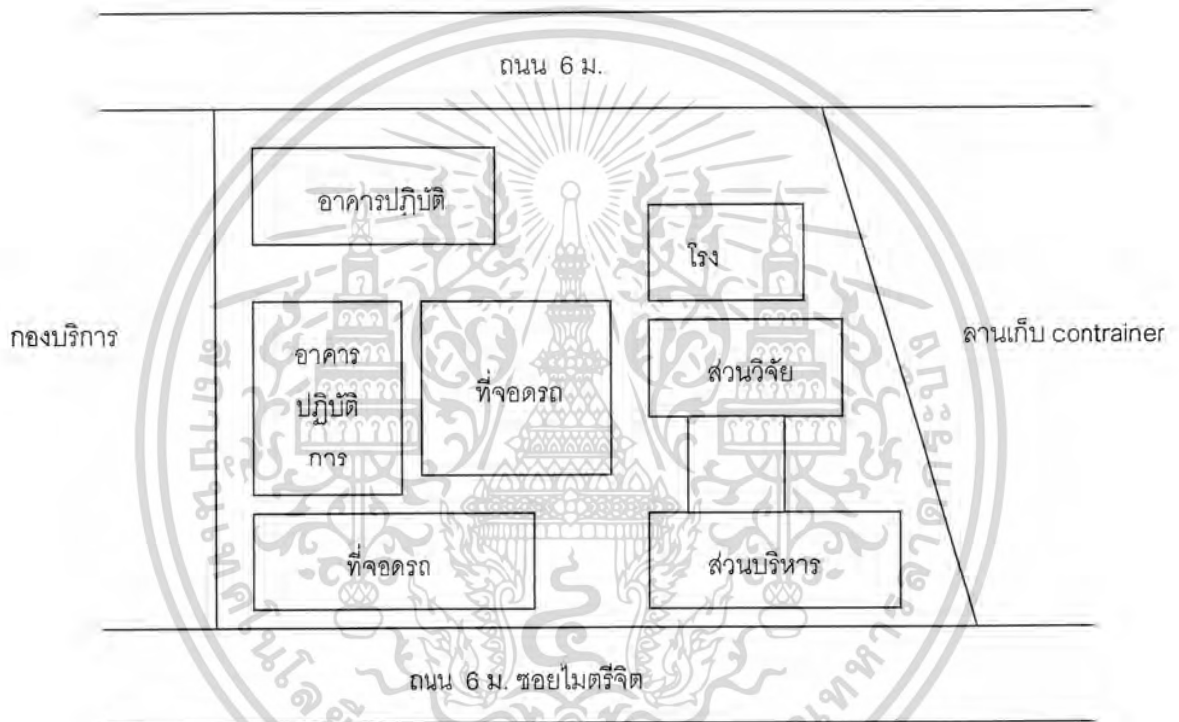 ถนน 6 ม.
อาคารปฎิบัติ
โรง
กองบริการ
อาคาร
ปฎิบัติ
การ
ที่จอดรถ
ส่วนวิจัย
ลานเก็บ contrainer
ที่จอดรถ
ส่วนบริหาร
ถนน 6 ม. ซอยไมตรีจิต